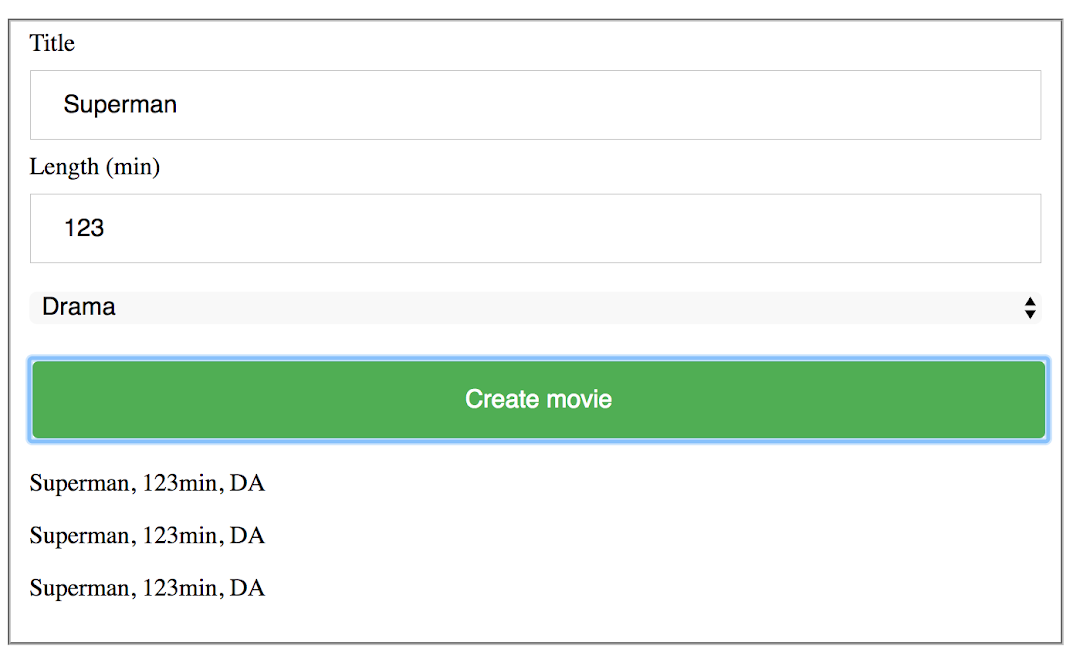 Title
Superman
Length (min)
123
Drama
Create movie
Superman, 123min, DA
Superman, 123min, DA
Superman, 123min, DA